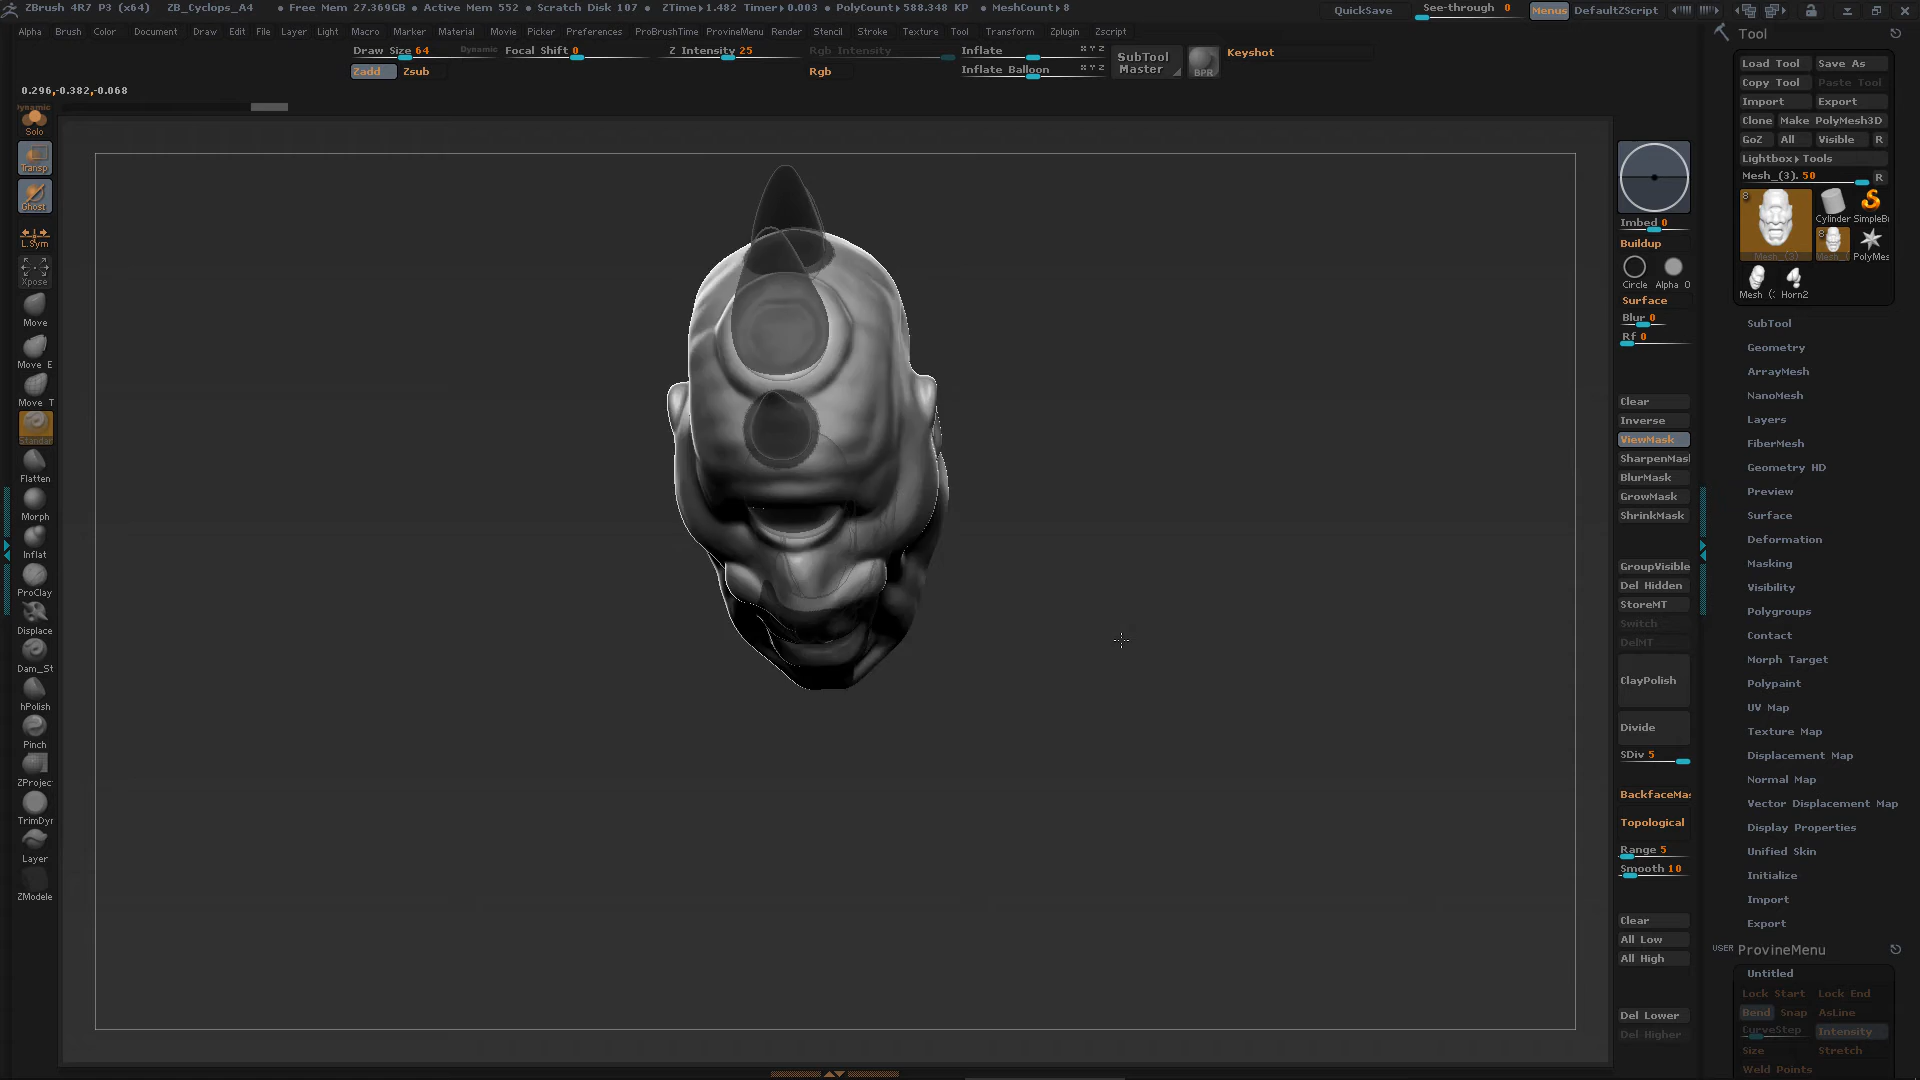 ZBrush 4R7 P3 (x64) ZB_Cyclops_A4 • Free Mem 27.369GB • Active Mem 552 • Scratch Disk 107 • ZTime▸1.482 Timer▸0.003 • PolyCount▸588.348 KP • MeshCount▸8 QuickSave See-through 0 Menus DefaultZScript
Alpha Brush Color Document Draw Edit File Layer Light Macro Marker Material Movie Picker Preferences ProBrushTime ProvineMenu Render Stencil Stroke Texture Tool Transform Zplugin Zscript
Tool
Draw Size 64 Dynamic Focal Shift 0 Z Intensity 25 Rgb Intensity Inflate X Y Z
SubTool Master
BPR
Keyshot
Zadd Zsub Rgb Inflate Balloon X Y Z
0.296,-0.382,-0.068
Dynamic
Solo
Transp
Ghost
L.Sym
Xpose
Move
Move E
Move T
Standar
Flatten
Morph
Inflat
ProClay
Displace
Dam_St
hPolish
Pinch
ZProjec
TrimDyr
Layer
ZModele
Imbed 0
Buildup
Circle Alpha O
Surface
Blur 0
Rf 0
Clear
Inverse
ViewMask
SharpenMask
BlurMask
GrowMask
ShrinkMask
GroupVisible
Del Hidden
StoreMT
Switch
DelMT
ClayPolish
Divide
SDiv 5
BackfaceMas
Topological
Range 5
Smooth 10
Clear
All Low
All High
Del Lower
Del Higher
Load Tool Save As
Copy Tool Paste Tool
Import Export
Clone Make PolyMesh3D
GoZ All Visible R
Lightbox▸Tools
Mesh_(3). 50 R
8
Cylinder SimpleBr
8
Mesh_(3) Mesh_( PolyMes
Mesh (: Horn2
SubTool
Geometry
ArrayMesh
NanoMesh
Layers
FiberMesh
Geometry HD
Preview
Surface
Deformation
Masking
Visibility
Polygroups
Contact
Morph Target
Polypaint
UV Map
Texture Map
Displacement Map
Normal Map
Vector Displacement Map
Display Properties
Unified Skin
Initialize
Import
Export
USER ProvineMenu
Untitled
Lock Start Lock End
Bend Snap AsLine
CurveStep Intensity
Size Stretch
Weld Points